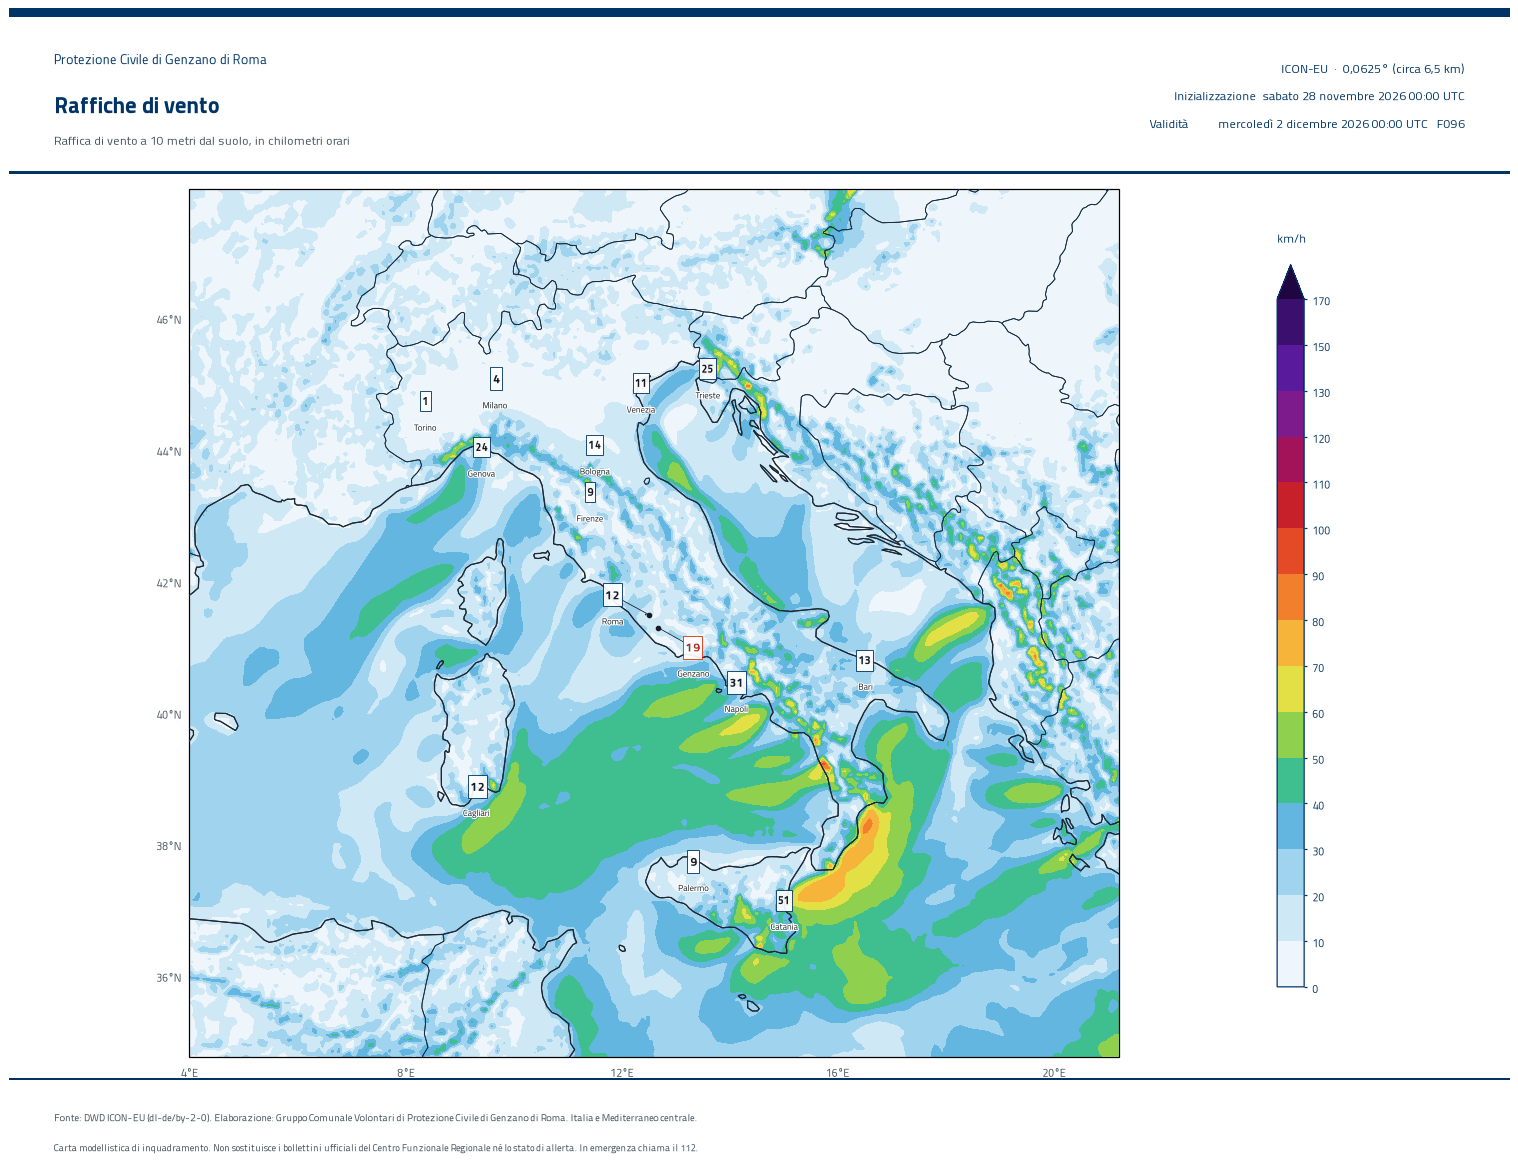 Protezione Civile di Genzano di Roma
Raffiche di vento
Raffica di vento a 10 metri dal suolo, in chilometri orari
ICON-EU · 0,0625° (circa 6,5 km)
Inizializzazione sabato 28 novembre 2026 00:00 UTC
Validità mercoledì 2 dicembre 2026 00:00 UTC F096
km/h
170
150
130
120
110
100
90
80
70
60
50
40
30
20
10
0
46°N
44°N
42°N
40°N
38°N
36°N
4°E
8°E
12°E
16°E
20°E
1
Torino
4
Milano
11
Venezia
25
Trieste
24
Genova
14
Bologna
9
Firenze
12
Roma
19
Genzano
31
Napoli
13
Bari
12
Cagliari
9
Palermo
51
Catania
Fonte: DWD ICON-EU (dl-de/by-2-0). Elaborazione: Gruppo Comunale Volontari di Protezione Civile di Genzano di Roma. Italia e Mediterraneo centrale.
Carta modellistica di inquadramento. Non sostituisce i bollettini ufficiali del Centro Funzionale Regionale né lo stato di allerta. In emergenza chiama il 112.